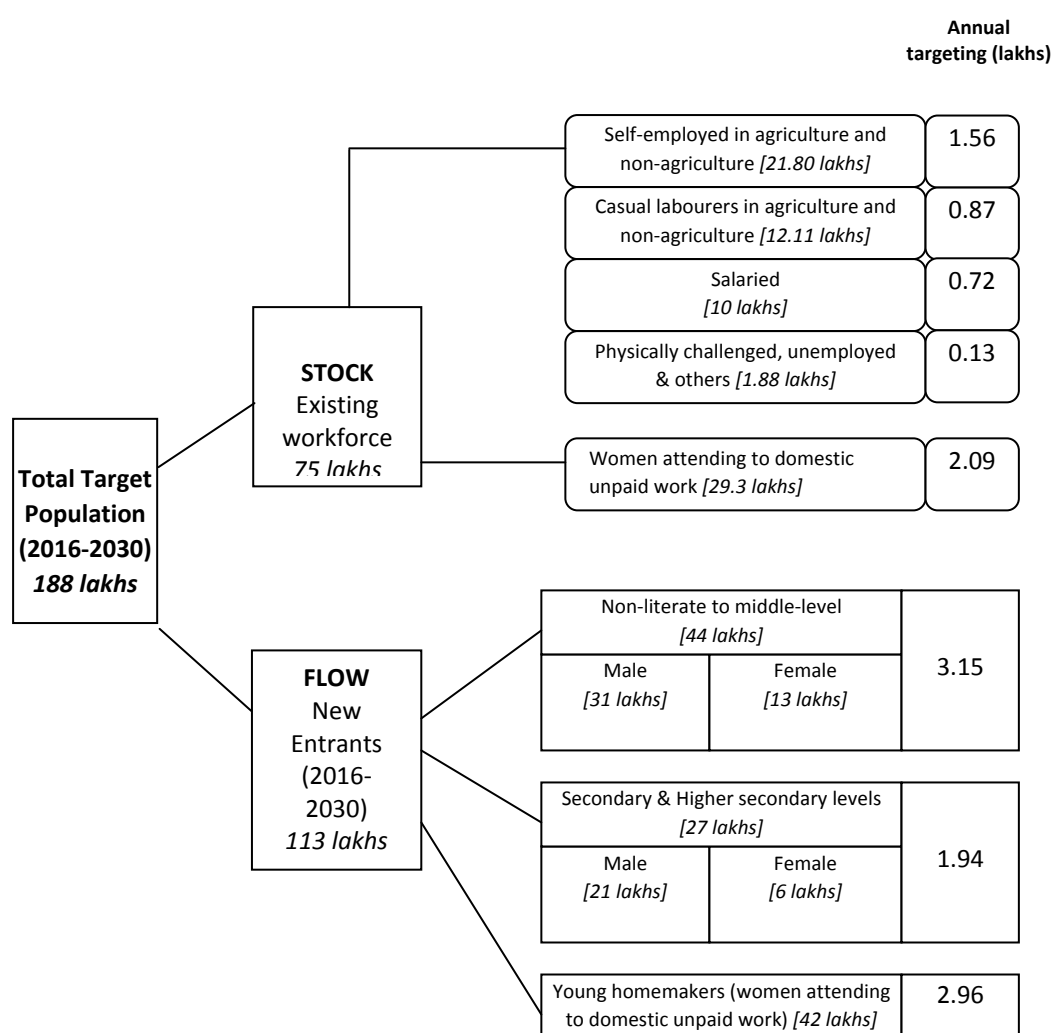 Annual
targeting (lakhs)
Self-employed in agriculture and
non-agriculture [21.80 lakhs]
1.56
Casual labourers in agriculture and
non-agriculture [12.11 lakhs]
0.87
Salaried
[10 lakhs]
0.72
Physically challenged, unemployed
& others [1.88 lakhs]
0.13
STOCK
Existing
workforce
75 lakhs
Women attending to domestic
unpaid work [29.3 lakhs]
2.09
Total Target
Population
(2016-2030)
188 lakhs
FLOW
New
Entrants
(2016-
2030)
113 lakhs
Non-literate to middle-level
[44 lakhs]
Male
[31 lakhs]
Female
[13 lakhs]
3.15
Secondary & Higher secondary levels
[27 lakhs]
Male
[21 lakhs]
Female
[6 lakhs]
1.94
Young homemakers (women attending
to domestic unpaid work) [42 lakhs]
2.96